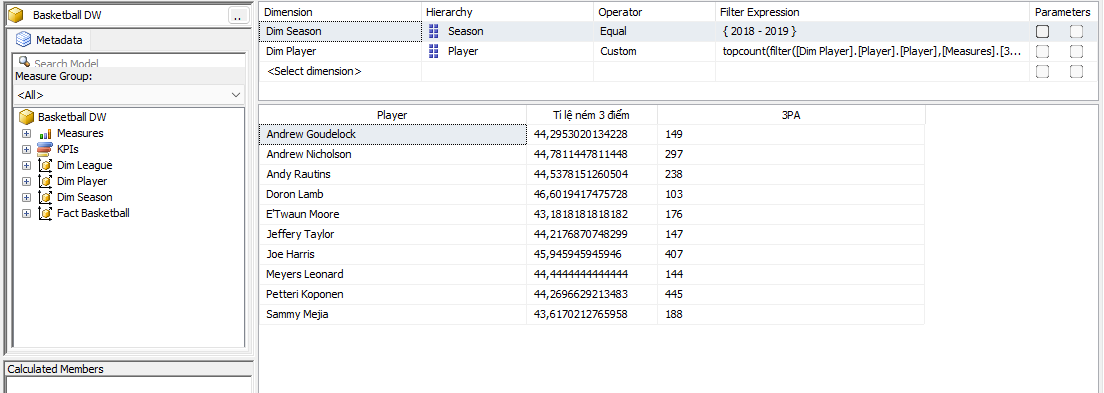 Basketball DW
..
Metadata
Search Model
Measure Group:
<All>
Basketball DW
Measures
KPIs
Dim League
Dim Player
Dim Season
Fact Basketball
Calculated Members
Dimension Hierarchy Operator Filter Expression Parameters
Dim Season Season Equal { 2018 - 2019 }
Dim Player Player Custom topcount(filter([Dim Player].[Player].[Player],[Measures].[3...
<Select dimension>
Player Tỉ lệ ném 3 điểm 3PA
Andrew Goudelock 44,2953020134228 149
Andrew Nicholson 44,7811447811448 297
Andy Rautins 44,5378151260504 238
Doron Lamb 46,6019417475728 103
E'Twaun Moore 43,1818181818182 176
Jeffery Taylor 44,2176870748299 147
Joe Harris 45,945945945946 407
Meyers Leonard 44,4444444444444 144
Petteri Koponen 44,2696629213483 445
Sammy Mejia 43,6170212765958 188